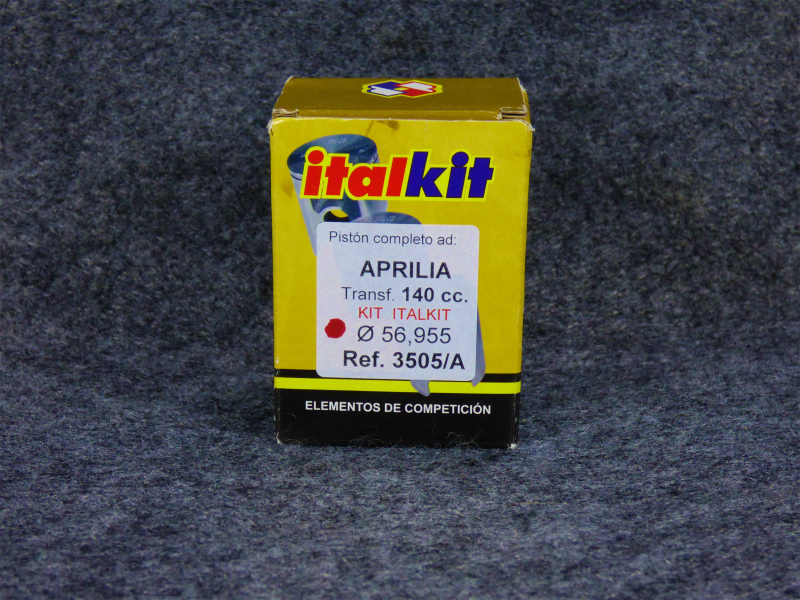 italkit
Pistón completo ad:
APRILIA
Transf. 140 cc.
KIT ITALKIT
Ø 56,955
Ref. 3505/A
ELEMENTOS DE COMPETICIÓN